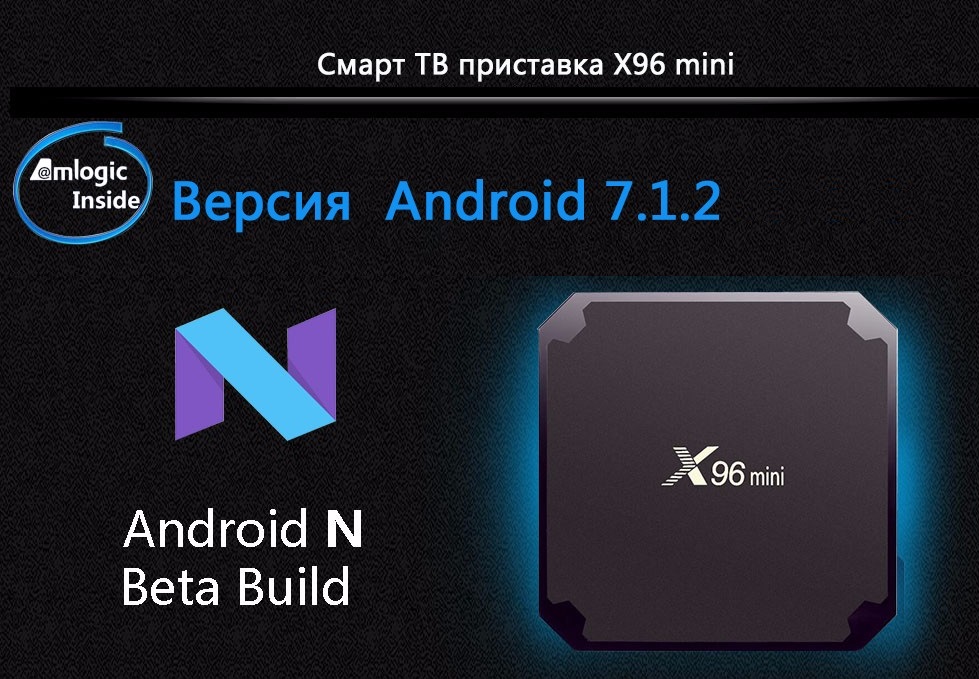 Смарт ТВ приставка X96 mini
@mlogic
Inside
Версия Android 7.1.2
X96 mini
Android N
Beta Build